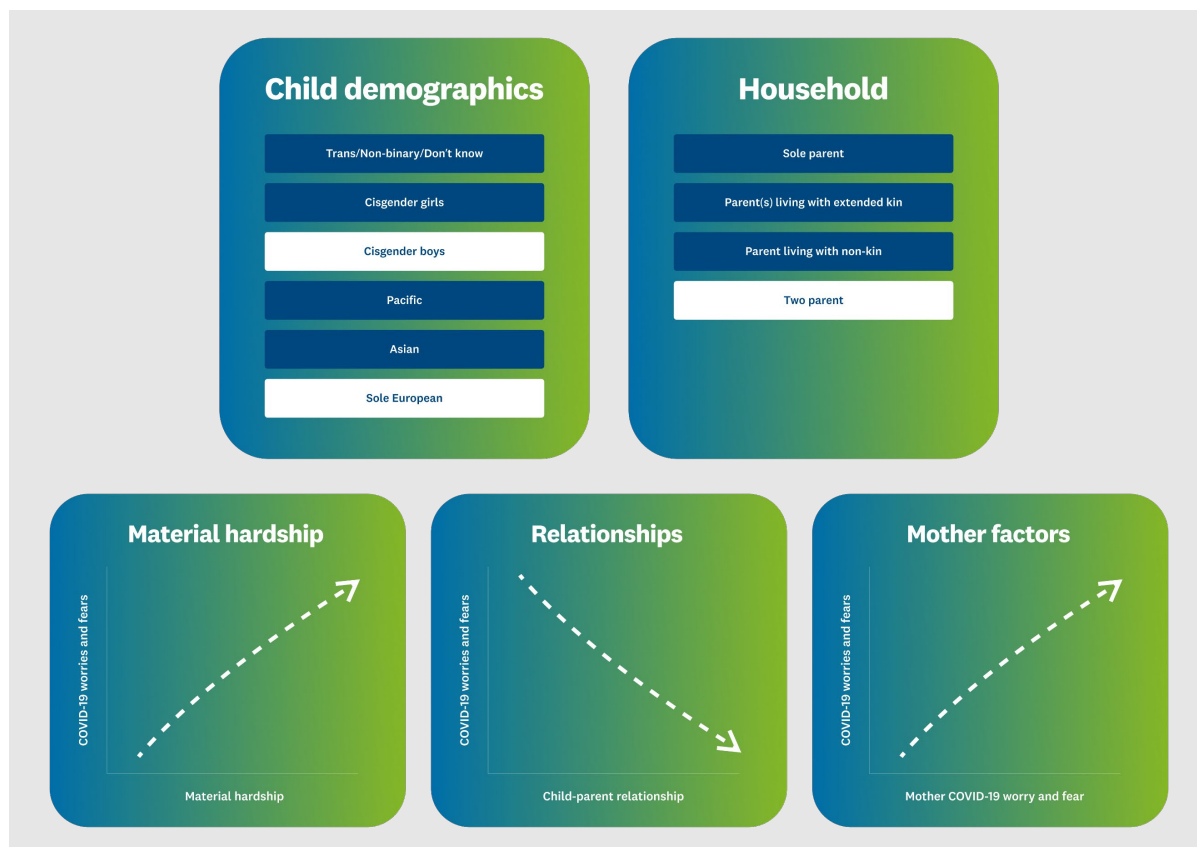 Child demographics
Trans/Non-binary/Don't know
Cisgender girls
Cisgender boys
Pacific
Asian
Sole European
Household
Sole parent
Parent(s) living with extended kin
Parent living with non-kin
Two parent
Material hardship
COVID-19 worries and fears
Material hardship
Relationships
COVID-19 worries and fears
Child-parent relationship
Mother factors
COVID-19 worries and fears
Mother COVID-19 worry and fear